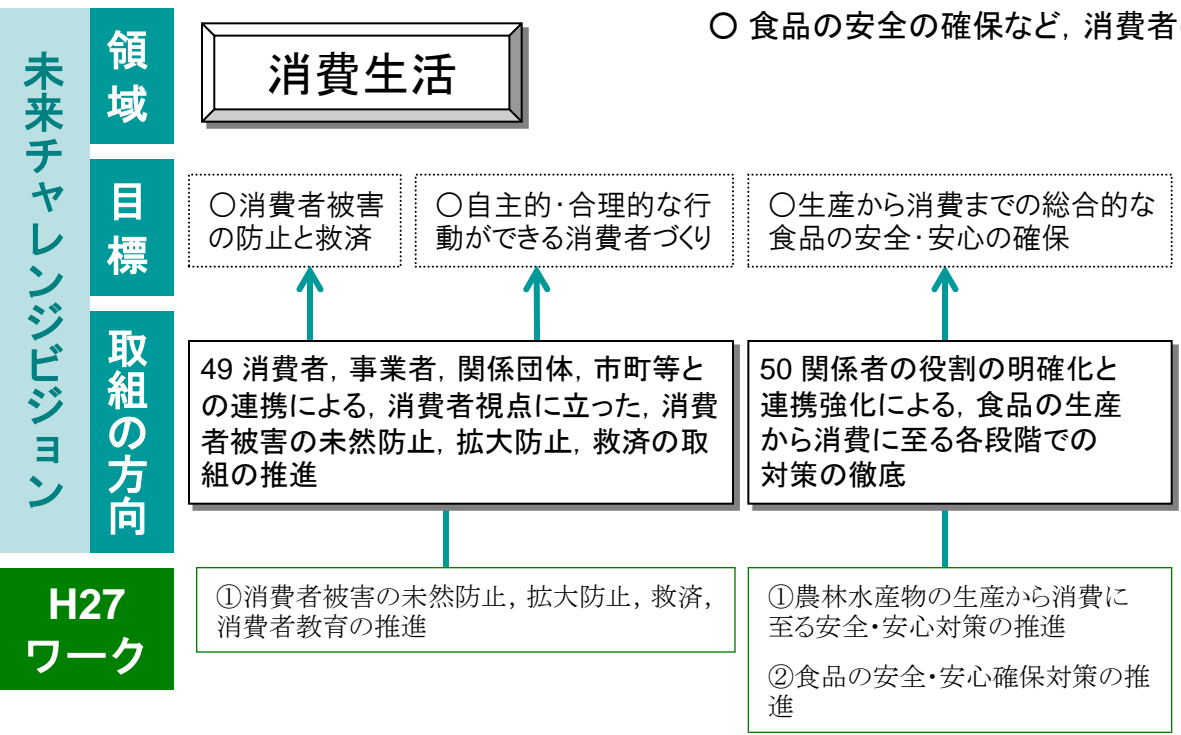 未来チャレンジビジョン
領域
消費生活
〇 食品の安全の確保など，消費者
目標
〇消費者被害
の防止と救済
〇自主的・合理的な行
動ができる消費者づくり
〇生産から消費までの総合的な
食品の安全・安心の確保
取組の方向
49 消費者，事業者，関係団体，市町等と
の連携による，消費者視点に立った，消費
者被害の未然防止，拡大防止，救済の取
組の推進
50 関係者の役割の明確化と
連携強化による，食品の生産
から消費に至る各段階での
対策の徹底
H27
ワーク
①消費者被害の未然防止，拡大防止，救済，
消費者教育の推進
①農林水産物の生産から消費に
至る安全・安心対策の推進
②食品の安全・安心確保対策の推
進